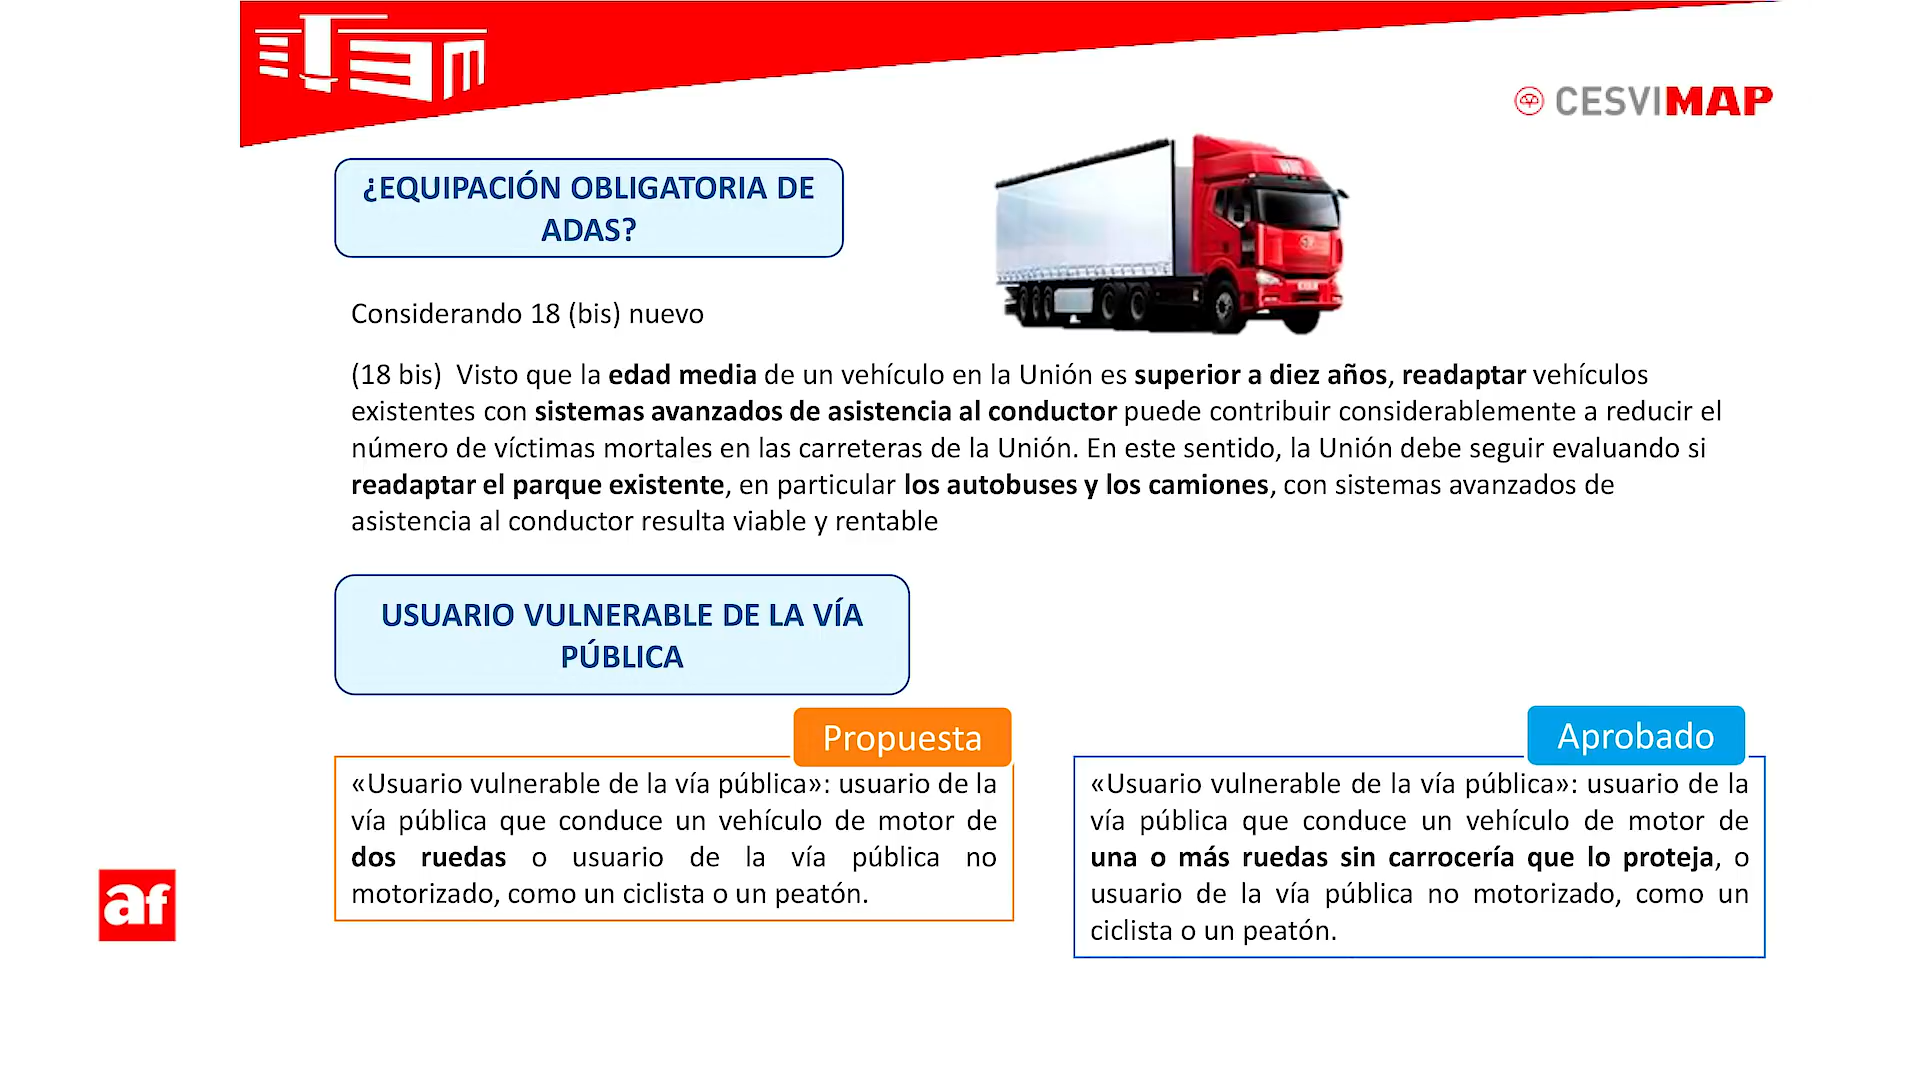 CESVIMAP
¿EQUIPACIÓN OBLIGATORIA DE
ADAS?
Considerando 18 (bis) nuevo
(18 bis)  Visto que la edad media de un vehículo en la Unión es superior a diez años, readaptar vehículos
existentes con sistemas avanzados de asistencia al conductor puede contribuir considerablemente a reducir el
número de víctimas mortales en las carreteras de la Unión. En este sentido, la Unión debe seguir evaluando si
readaptar el parque existente, en particular los autobuses y los camiones, con sistemas avanzados de
asistencia al conductor resulta viable y rentable
USUARIO VULNERABLE DE LA VÍA
PÚBLICA
Propuesta
«Usuario vulnerable de la vía pública»: usuario de la
vía pública que conduce un vehículo de motor de
dos ruedas o usuario de la vía pública no
motorizado, como un ciclista o un peatón.
Aprobado
«Usuario vulnerable de la vía pública»: usuario de la
vía pública que conduce un vehículo de motor de
una o más ruedas sin carrocería que lo proteja, o
usuario de la vía pública no motorizado, como un
ciclista o un peatón.
af